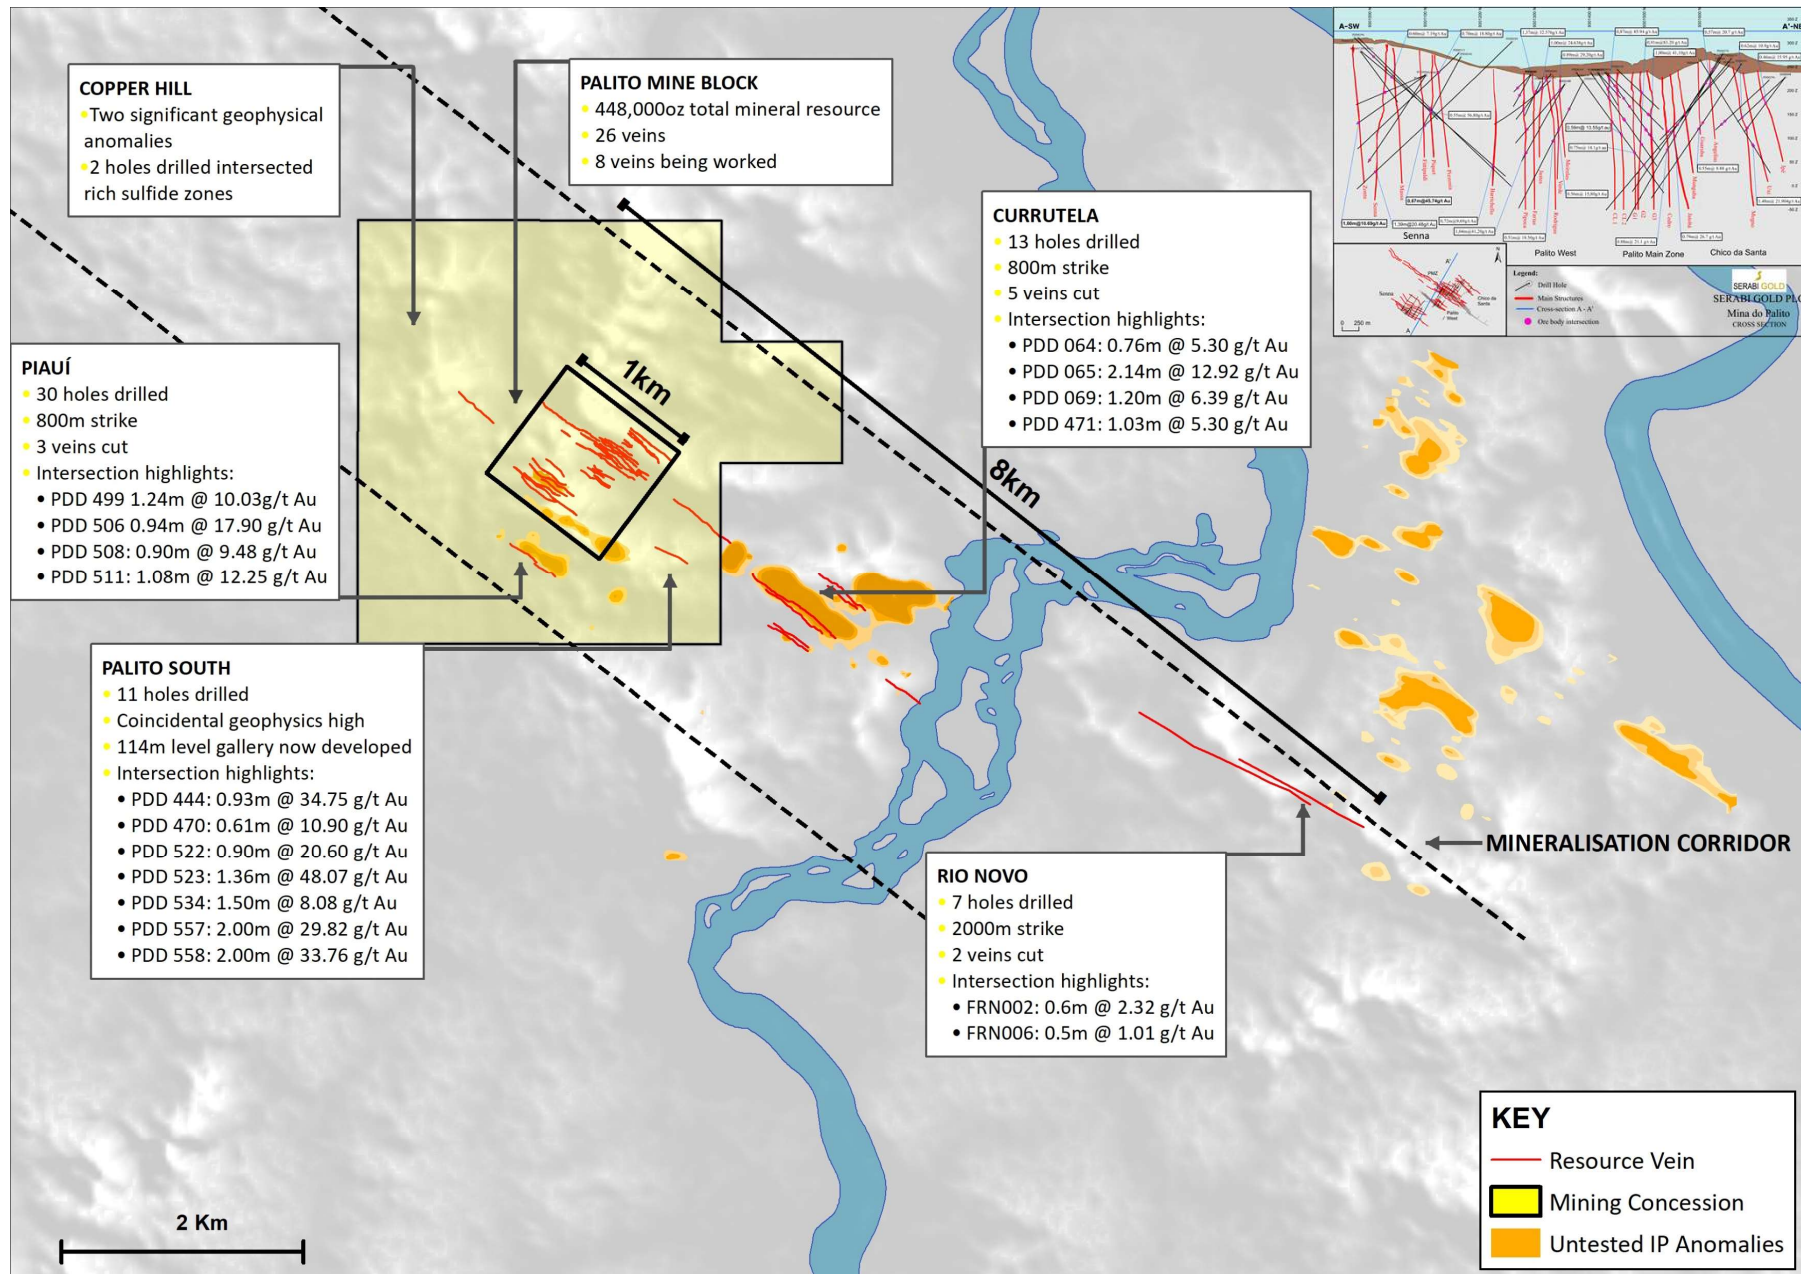 COPPER HILL
Two significant geophysical
anomalies
2 holes drilled intersected
rich sulfide zones
PALITO MINE BLOCK
448,000oz total mineral resource
26 veins
8 veins being worked
CURRUTELA
13 holes drilled
800m strike
5 veins cut
Intersection highlights:
PDD 064: 0.76m @ 5.30 g/t Au
PDD 065: 2.14m @ 12.92 g/t Au
PDD 069: 1.20m @ 6.39 g/t Au
PDD 471: 1.03m @ 5.30 g/t Au
A-SW
A'-NE
Senna
Palito West
Palito Main Zone
Chico da Santa
N
A'
PMZ
Senna
Chico da
Santa
Palito
West
A
0 250 m
Legend:
Drill Hole
Main Structures
Cross-section A - A'
Ore body intersection
SERABI GOLD
SERABI GOLD PLC
Mina do Palito
CROSS SECTION
PIAUÍ
30 holes drilled
800m strike
3 veins cut
Intersection highlights:
PDD 499 1.24m @ 10.03g/t Au
PDD 506 0.94m @ 17.90 g/t Au
PDD 508: 0.90m @ 9.48 g/t Au
PDD 511: 1.08m @ 12.25 g/t Au
1km
8km
PALITO SOUTH
11 holes drilled
Coincidental geophysics high
114m level gallery now developed
Intersection highlights:
PDD 444: 0.93m @ 34.75 g/t Au
PDD 470: 0.61m @ 10.90 g/t Au
PDD 522: 0.90m @ 20.60 g/t Au
PDD 523: 1.36m @ 48.07 g/t Au
PDD 534: 1.50m @ 8.08 g/t Au
PDD 557: 2.00m @ 29.82 g/t Au
PDD 558: 2.00m @ 33.76 g/t Au
MINERALISATION CORRIDOR
RIO NOVO
7 holes drilled
2000m strike
2 veins cut
Intersection highlights:
FRN002: 0.6m @ 2.32 g/t Au
FRN006: 0.5m @ 1.01 g/t Au
2 Km
KEY
Resource Vein
Mining Concession
Untested IP Anomalies